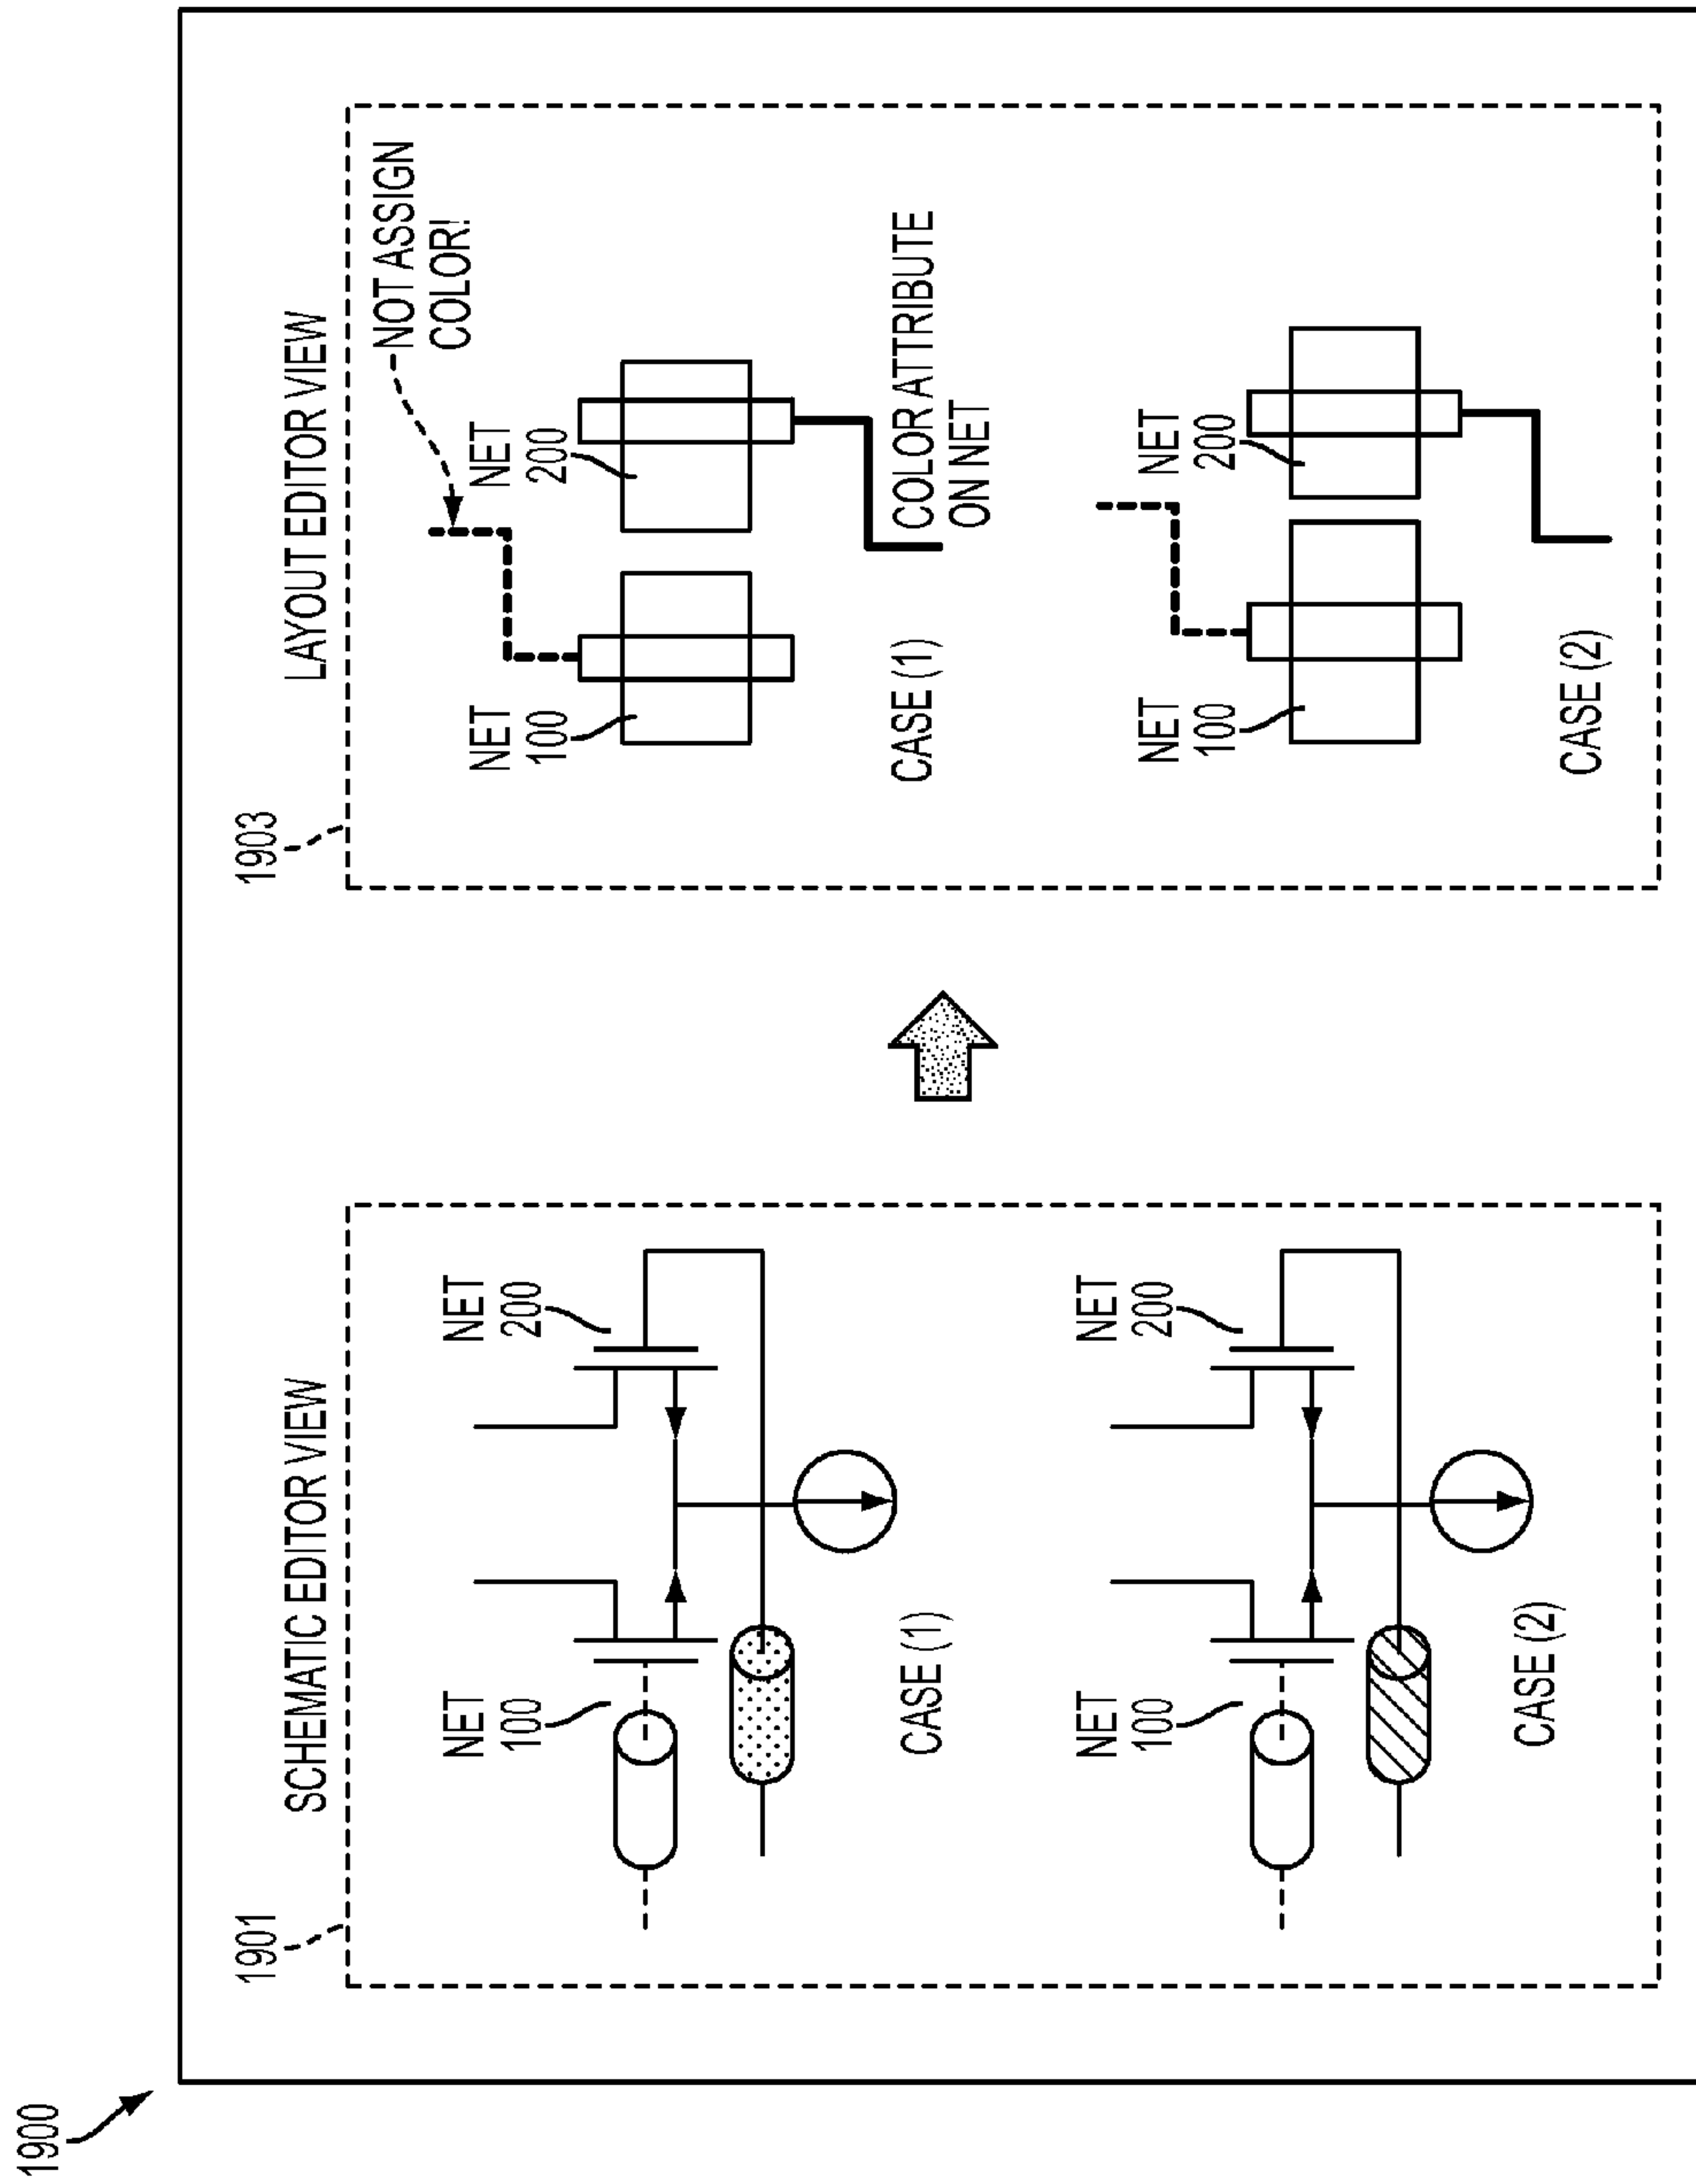 1900
1901
SCHEMATIC EDITOR VIEW
NET
100
NET
200
CASE (1)
NET
100
NET
200
CASE (2)
1903
LAYOUT EDITOR VIEW
NOT ASSIGN
COLOR!
NET
100
NET
200
CASE (1)
COLOR ATTRIBUTE
ON NET
NET
100
NET
200
CASE (2)